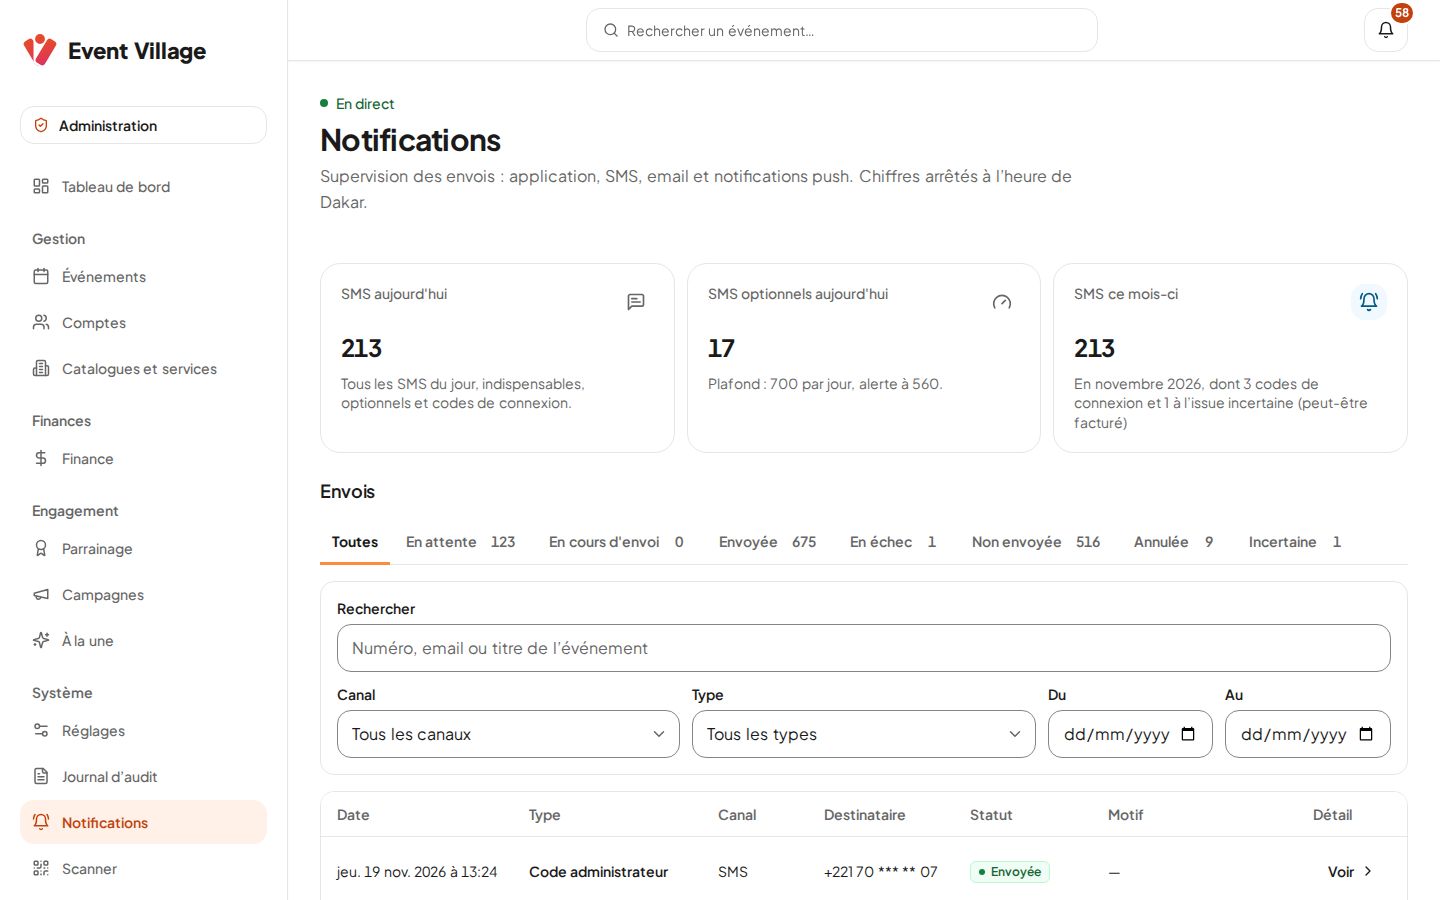 Event Village
Rechercher un événement...
58
Administration
Tableau de bord
Gestion
Événements
Comptes
Catalogues et services
Finances
Finance
Engagement
Parrainage
Campagnes
À la une
Système
Réglages
Journal d'audit
Notifications
Scanner
En direct
Notifications
Supervision des envois : application, SMS, email et notifications push. Chiffres arrêtés à l'heure de
Dakar.
SMS aujourd'hui
213
Tous les SMS du jour, indispensables,
optionnels et codes de connexion.
SMS optionnels aujourd'hui
17
Plafond : 700 par jour, alerte à 560.
SMS ce mois-ci
213
En novembre 2026, dont 3 codes de
connexion et 1 à l'issue incertaine (peut-être
facturé)
Envois
Toutes En attente 123 En cours d'envoi 0 Envoyée 675 En échec 1 Non envoyée 516 Annulée 9 Incertaine 1
Rechercher
Numéro, email ou titre de l'événement
Canal Type Du Au
Tous les canaux Tous les types dd/mm/yyyy dd/mm/yyyy
Date Type Canal Destinataire Statut Motif Détail
jeu. 19 nov. 2026 à 13:24 Code administrateur SMS +221 70 *** ** 07 Envoyée — Voir